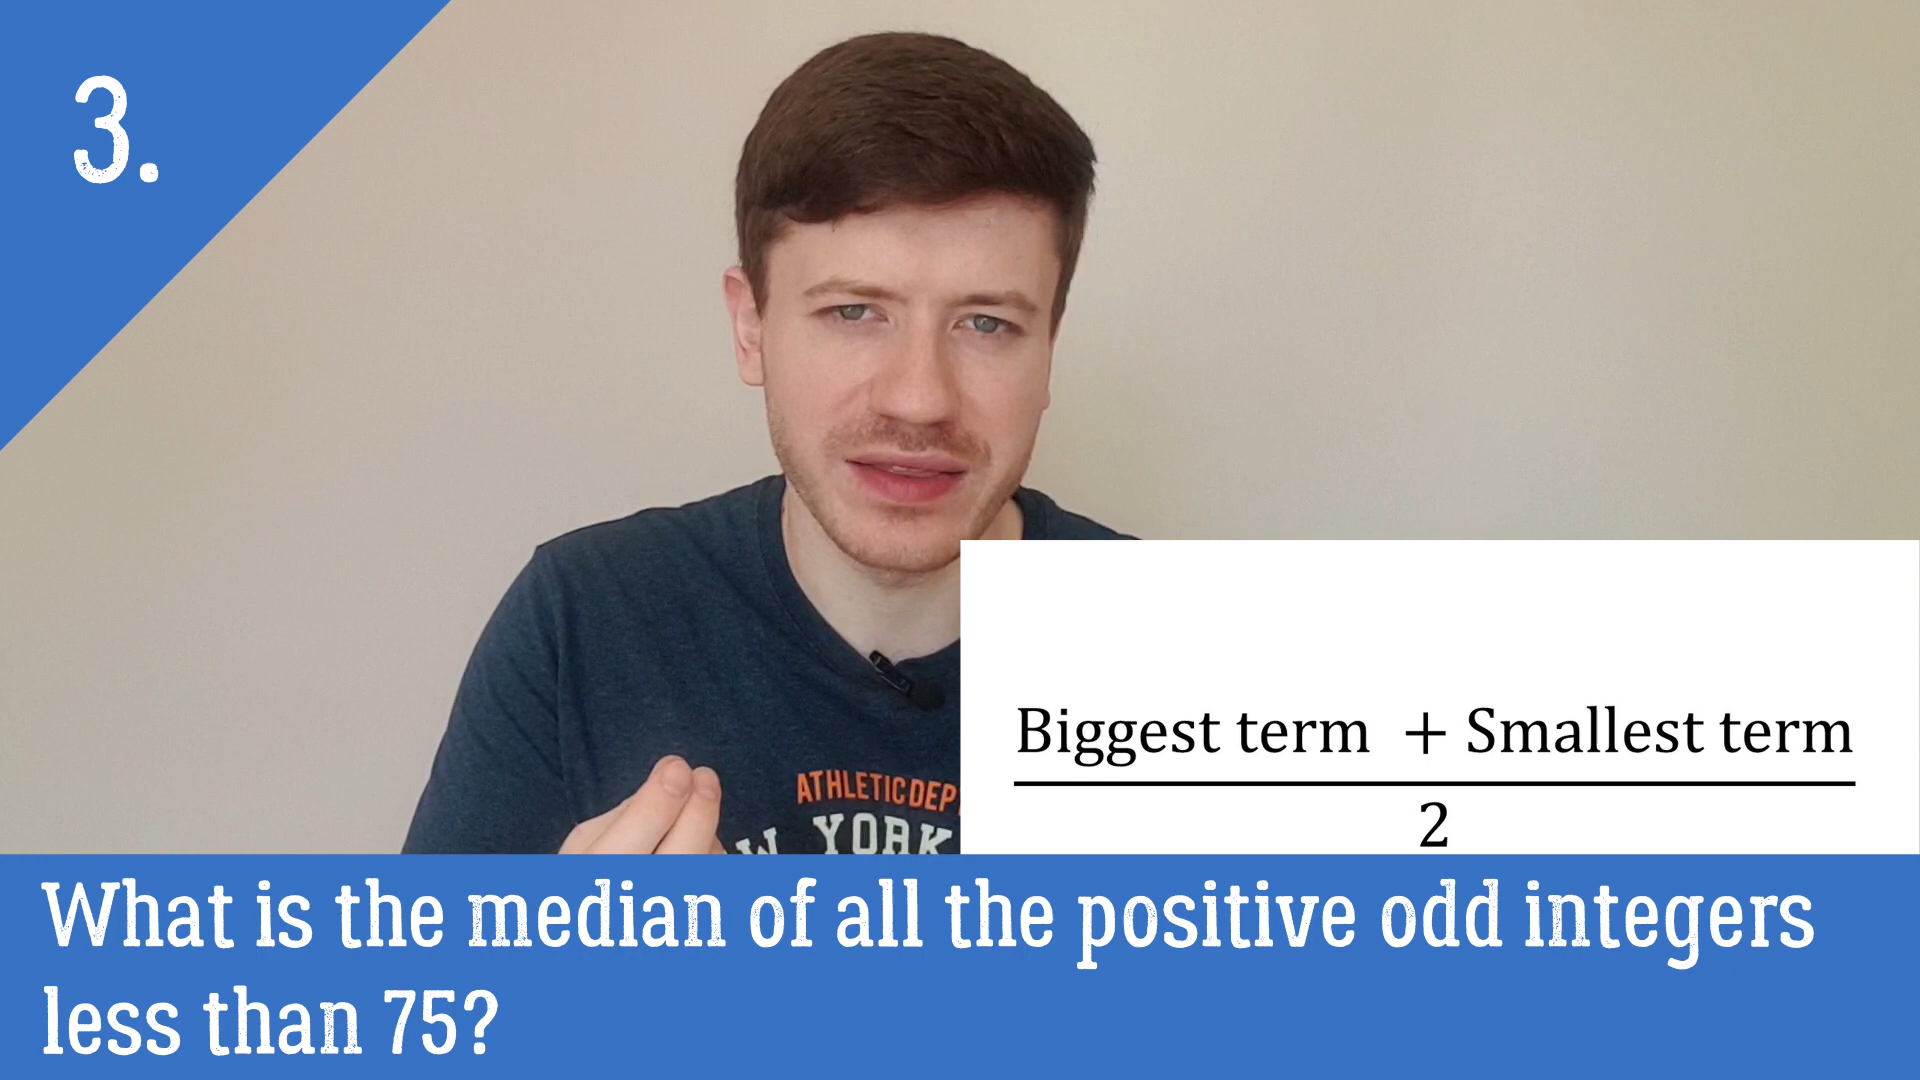 3.
ATHLETIC DEP
W YORK
Biggest term + Smallest term
2
What is the median of all the positive odd integers
less than 75?